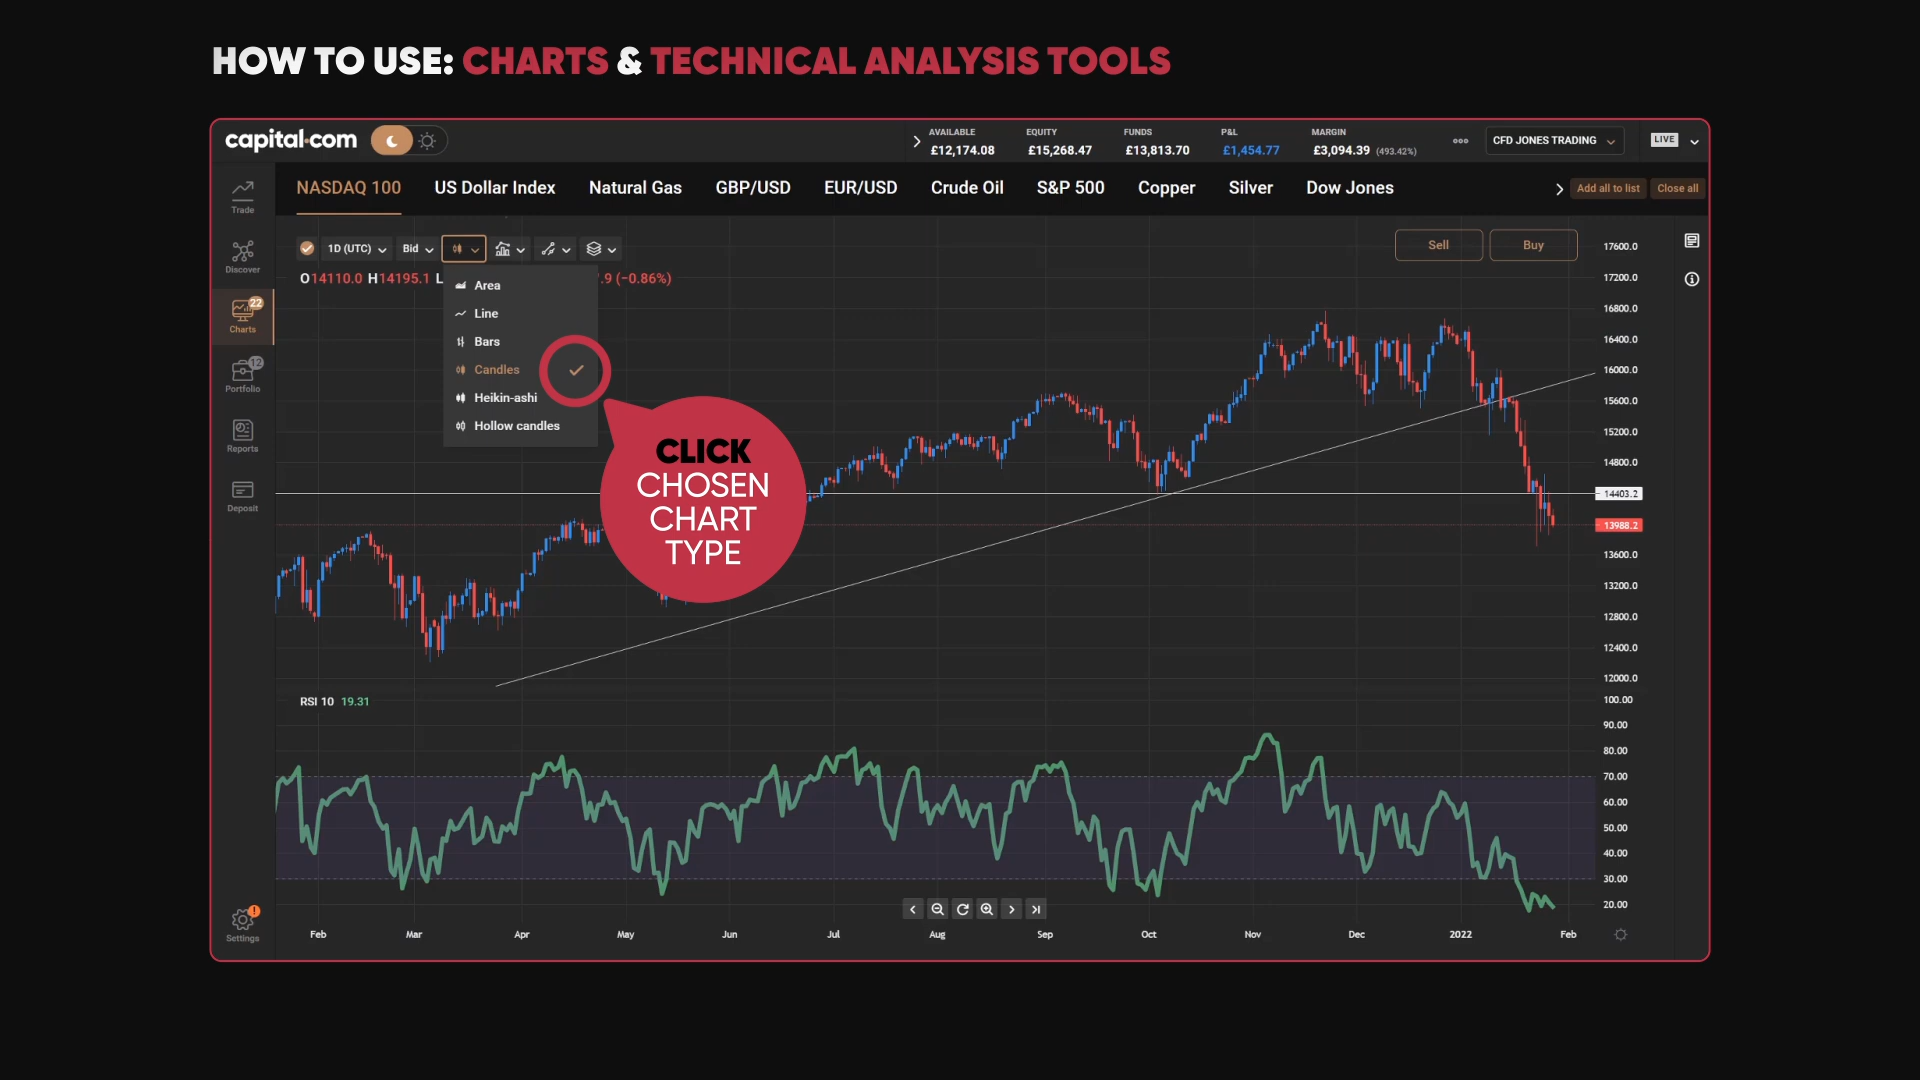 HOW TO USE: CHARTS & TECHNICAL ANALYSIS TOOLS
capital.com
AVAILABLE
£12,174.08
EQUITY
£15,268.47
FUNDS
£13,813.70
P&L
£1,454.77
MARGIN
£3,094.39 (493.42%)
CFD JONES TRADING
LIVE
NASDAQ 100
US Dollar Index
Natural Gas
GBP/USD
EUR/USD
Crude Oil
S&P 500
Copper
Silver
Dow Jones
Add all to list
Close all
Trade
Discover
22
Charts
12
Portfolio
Reports
Deposit
!
Settings
1D (UTC)
Bid
O14110.0 H14195.1 L
.9 (−0.86%)
Area
Line
Bars
Candles
Heikin-ashi
Hollow candles
CLICK
CHOSEN
CHART
TYPE
Sell
Buy
17600.0
17200.0
16800.0
16400.0
16000.0
15600.0
15200.0
14800.0
14403.2
13988.2
13600.0
13200.0
12800.0
12400.0
12000.0
RSI 10 19.31
100.00
90.00
80.00
70.00
60.00
50.00
40.00
30.00
20.00
Feb
Mar
Apr
May
Jun
Jul
Aug
Sep
Oct
Nov
Dec
2022
Feb